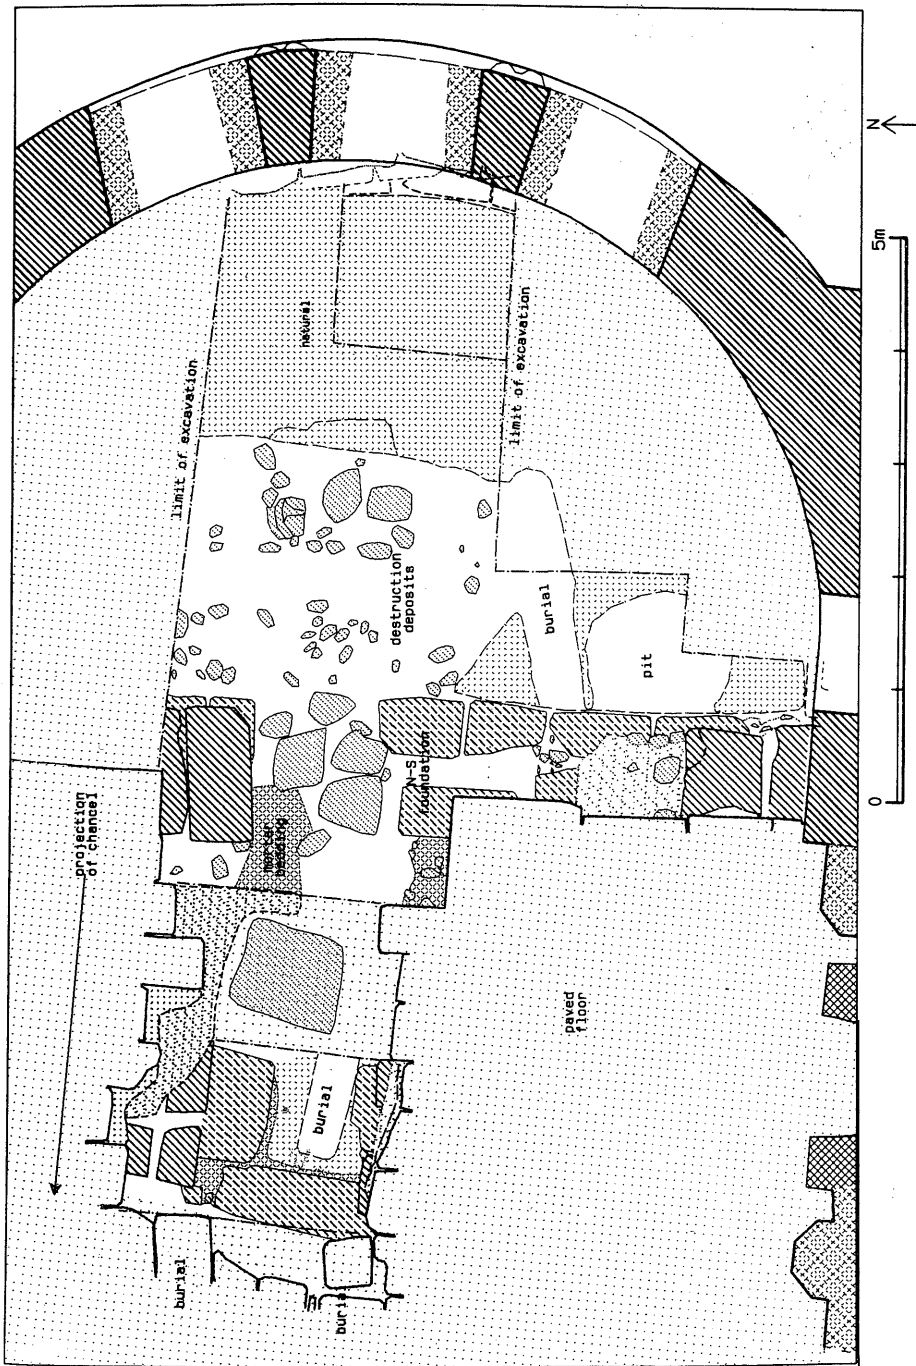 N
5m
0
natural
limit of excavation
limit of excavation
destruction
deposits
burial
pit
N-S
foundation
mortar
bedding
projection
of chancel
paved
floor
burial
burial
burial